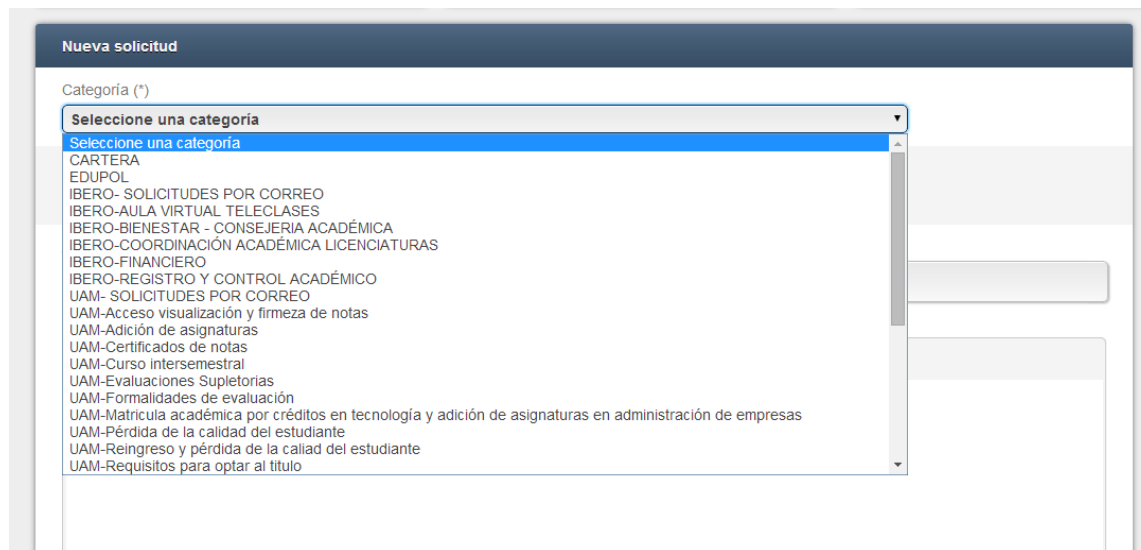 Nueva solicitud
Categoría (*)
Seleccione una categoría
Seleccione una categoría
CARTERA
EDUPOL
IBERO- SOLICITUDES POR CORREO
IBERO-AULA VIRTUAL TELECLASES
IBERO-BIENESTAR - CONSEJERIA ACADÉMICA
IBERO-COORDINACIÓN ACADÉMICA LICENCIATURAS
IBERO-FINANCIERO
IBERO-REGISTRO Y CONTROL ACADÉMICO
UAM- SOLICITUDES POR CORREO
UAM-Acceso visualización y firmeza de notas
UAM-Adición de asignaturas
UAM-Certificados de notas
UAM-Curso intersemestral
UAM-Evaluaciones Supletorias
UAM-Formalidades de evaluación
UAM-Matricula académica por créditos en tecnología y adición de asignaturas en administración de empresas
UAM-Pérdida de la calidad del estudiante
UAM-Reingreso y pérdida de la caliad del estudiante
UAM-Requisitos para optar al titulo